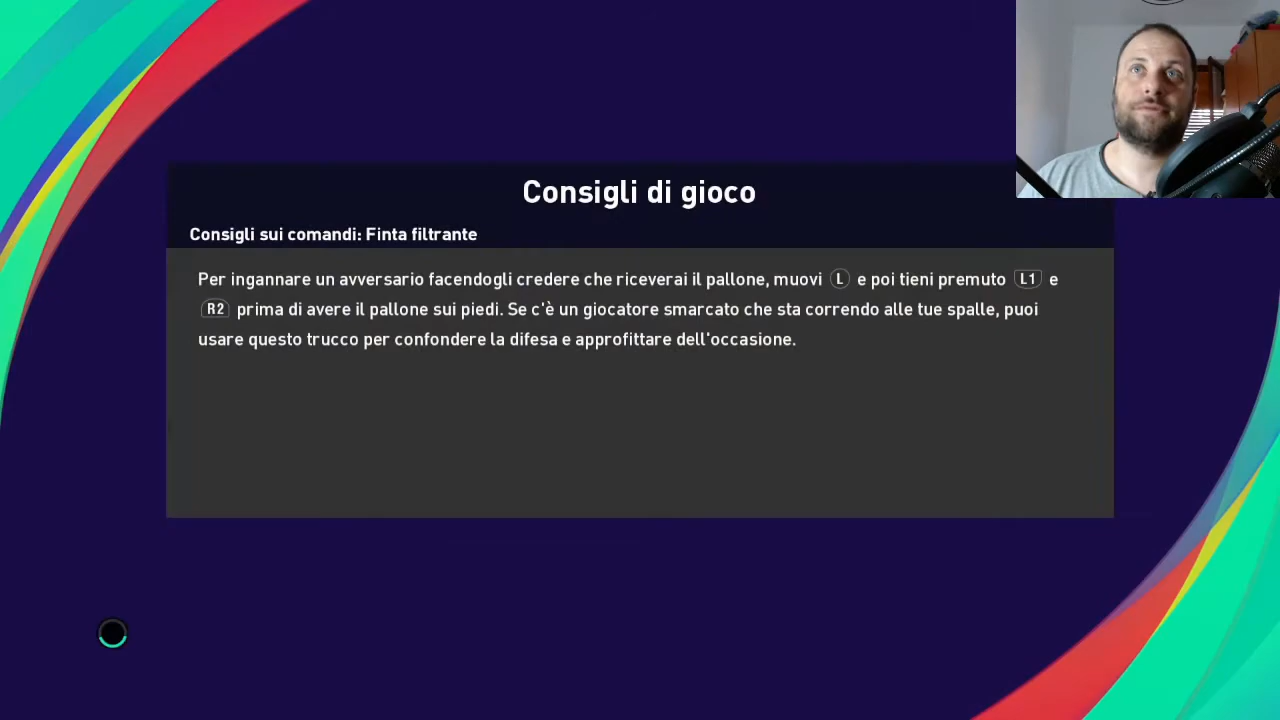 Consigli di gioco
Consigli sui comandi: Finta filtrante
Per ingannare un avversario facendogli credere che riceverai il pallone, muovi L e poi tieni premuto L1 e
R2 prima di avere il pallone sui piedi. Se c'è un giocatore smarcato che sta correndo alle tue spalle, puoi
usare questo trucco per confondere la difesa e approfittare dell'occasione.